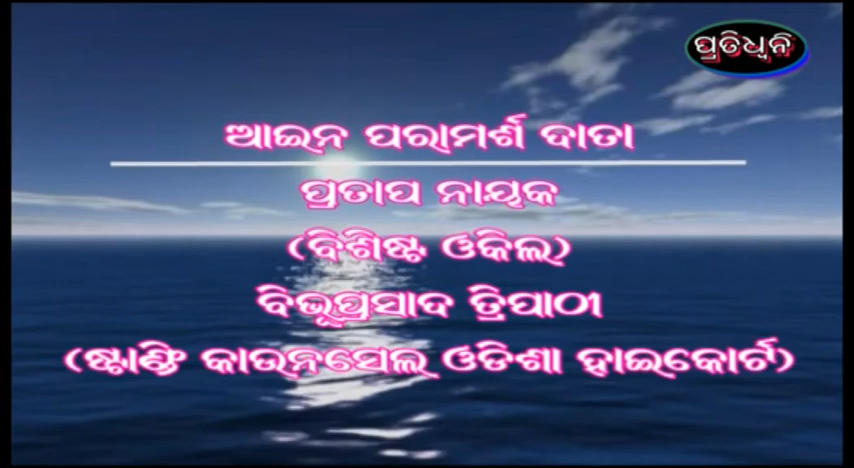 ପ୍ରତିଧ୍ୱନି
ଆଇନ ପରାମର୍ଶ ଦାତା
ପ୍ରତାପ ନାୟକ
(ବିଶିଷ୍ଟ ଓକିଲ)
ବିଭୂପ୍ରସାଦ ତ୍ରିପାଠୀ
(ଷ୍ଟାଣ୍ଡି କାଉନସେଲ ଓଡିଶା ହାଇକୋର୍ଟ)